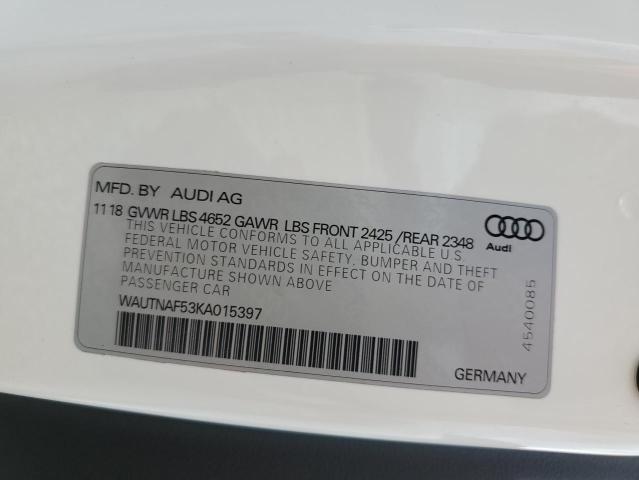 MFD. BY AUDI AG
11 18 GVWR LBS 4652 GAWR LBS FRONT 2425 /REAR 2348
THIS VEHICLE CONFORMS TO ALL APPLICABLE U.S.
FEDERAL MOTOR VEHICLE SAFETY, BUMPER AND THEFT
PREVENTION STANDARDS IN EFFECT ON THE DATE OF
MANUFACTURE SHOWN ABOVE
PASSENGER CAR
WAUTNAF53KA015397
Audi
4540085
GERMANY